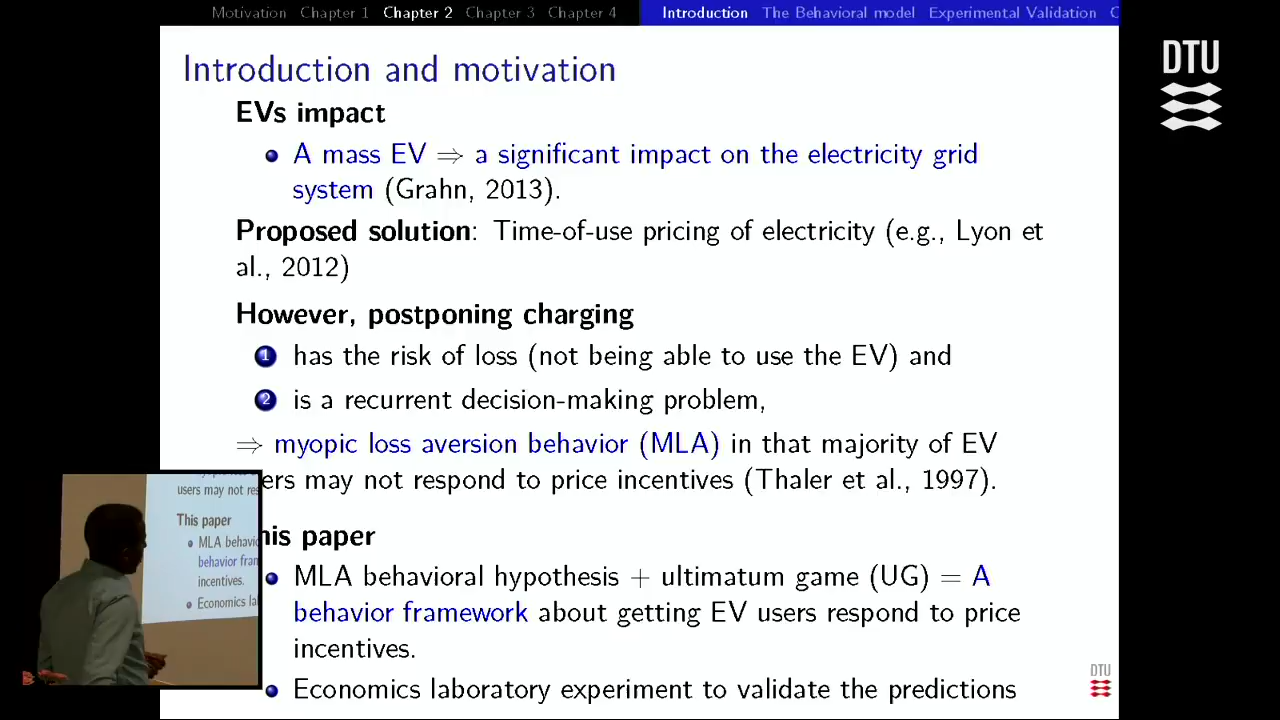 Motivation Chapter 1 Chapter 2 Chapter 3 Chapter 4 Introduction The Behavioral model Experimental Validation
DTU
Introduction and motivation
EVs impact
A mass EV ⇒ a significant impact on the electricity grid
system (Grahn, 2013).
Proposed solution: Time-of-use pricing of electricity (e.g., Lyon et
al., 2012)
However, postponing charging
1 has the risk of loss (not being able to use the EV) and
2 is a recurrent decision-making problem,
⇒ myopic loss aversion behavior (MLA) in that majority of EV
ers may not respond to price incentives (Thaler et al., 1997).
his paper
MLA behavioral hypothesis + ultimatum game (UG) = A
behavior framework about getting EV users respond to price
incentives.
Economics laboratory experiment to validate the predictions
DTU
users may not res
This paper
MLA behavio
behavior fram
incentives.
Economics la